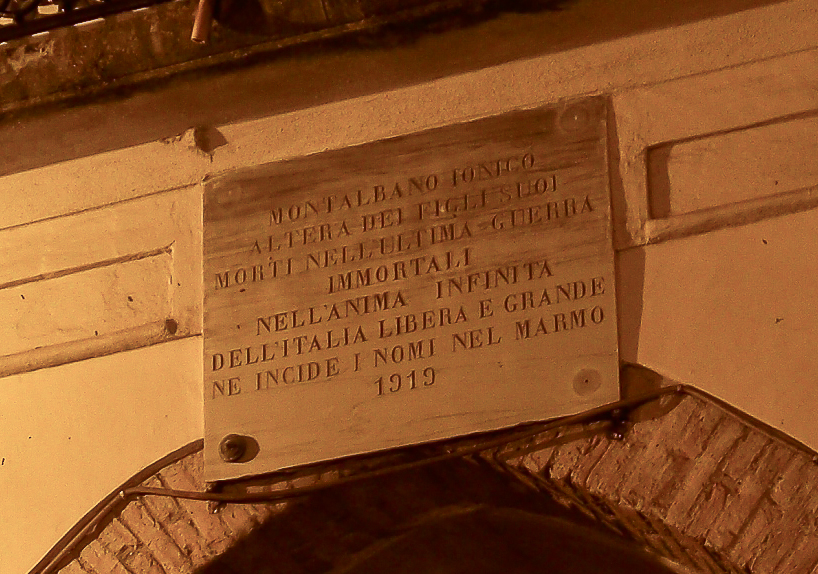 MONTALBANO IONICO
ALTERA DEI FIGLI SUOI
MORTI NELL'ULTIMA GUERRA
IMMORTALI
NELL'ANIMA INFINITA
DELL'ITALIA LIBERA E GRANDE
NE INCIDE I NOMI NEL MARMO
1919